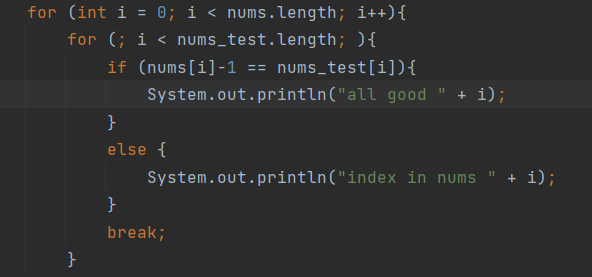 for (int i = 0; i < nums.length; i++){
for (; i < nums_test.length; ){
if (nums[i]-1 == nums_test[i]){
System.out.println("all good " + i);
}
else {
System.out.println("index in nums " + i);
}
break;
}